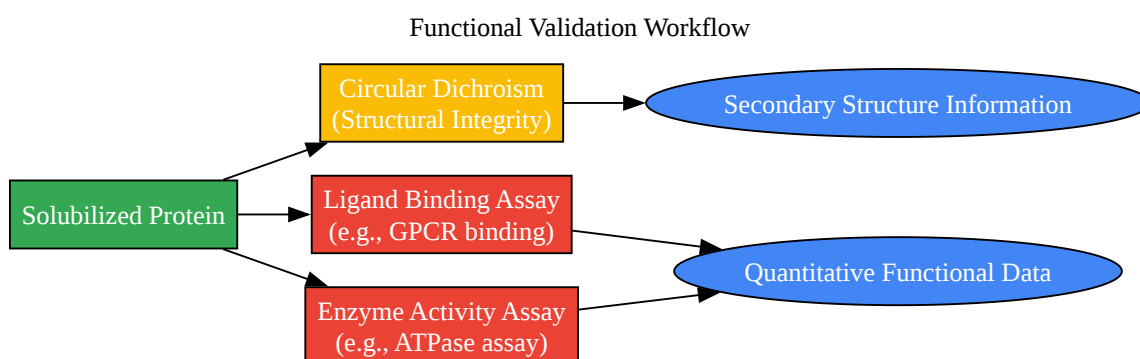 Functional Validation Workflow
Circular Dichroism
(Structural Integrity)
Secondary Structure Information
Solubilized Protein
Ligand Binding Assay
(e.g., GPCR binding)
Quantitative Functional Data
Enzyme Activity Assay
(e.g., ATPase assay)